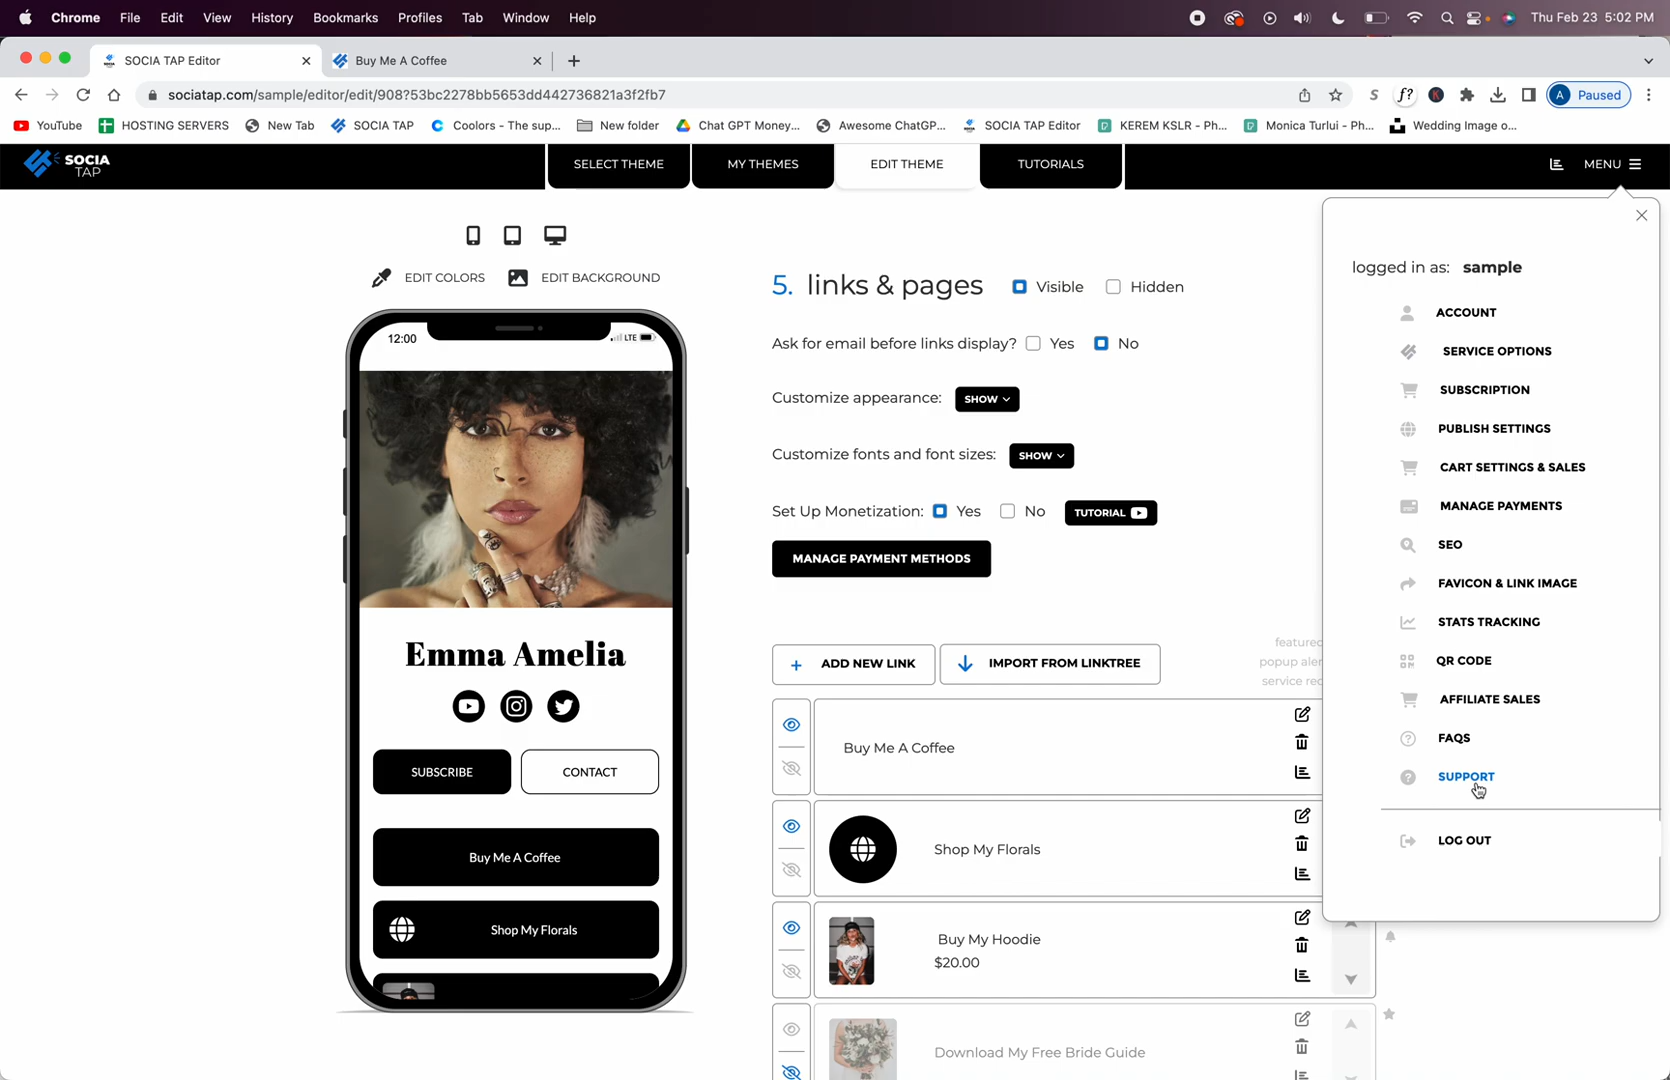 Chrome File Edit View History Bookmarks Profiles Tab Window Help Thu Feb 23 5:02 PM
SOCIA TAP Editor Buy Me A Coffee
sociatap.com/sample/editor/edit/908?53bc2278bb5653dd442736821a3f2fb7 S f? K A Paused
YouTube HOSTING SERVERS New Tab SOCIA TAP Coolors - The sup... New folder Chat GPT Money... Awesome ChatGP... SOCIA TAP Editor KEREM KSLR - Ph... Monica Turlui - Ph... Wedding Image o...
SOCIA
TAP
SELECT THEME MY THEMES EDIT THEME TUTORIALS MENU
EDIT COLORS EDIT BACKGROUND
12:00 LTE
Emma Amelia
SUBSCRIBE CONTACT
Buy Me A Coffee
Shop My Florals
5. links & pages Visible Hidden
Ask for email before links display? Yes No
Customize appearance: SHOW
Customize fonts and font sizes: SHOW
Set Up Monetization: Yes No TUTORIAL
MANAGE PAYMENT METHODS
+ ADD NEW LINK IMPORT FROM LINKTREE
featured
popup aler
service rec
Buy Me A Coffee
Shop My Florals
Buy My Hoodie
$20.00
Download My Free Bride Guide
logged in as: sample
ACCOUNT
SERVICE OPTIONS
SUBSCRIPTION
PUBLISH SETTINGS
CART SETTINGS & SALES
MANAGE PAYMENTS
SEO
FAVICON & LINK IMAGE
STATS TRACKING
QR CODE
AFFILIATE SALES
FAQS
SUPPORT
LOG OUT